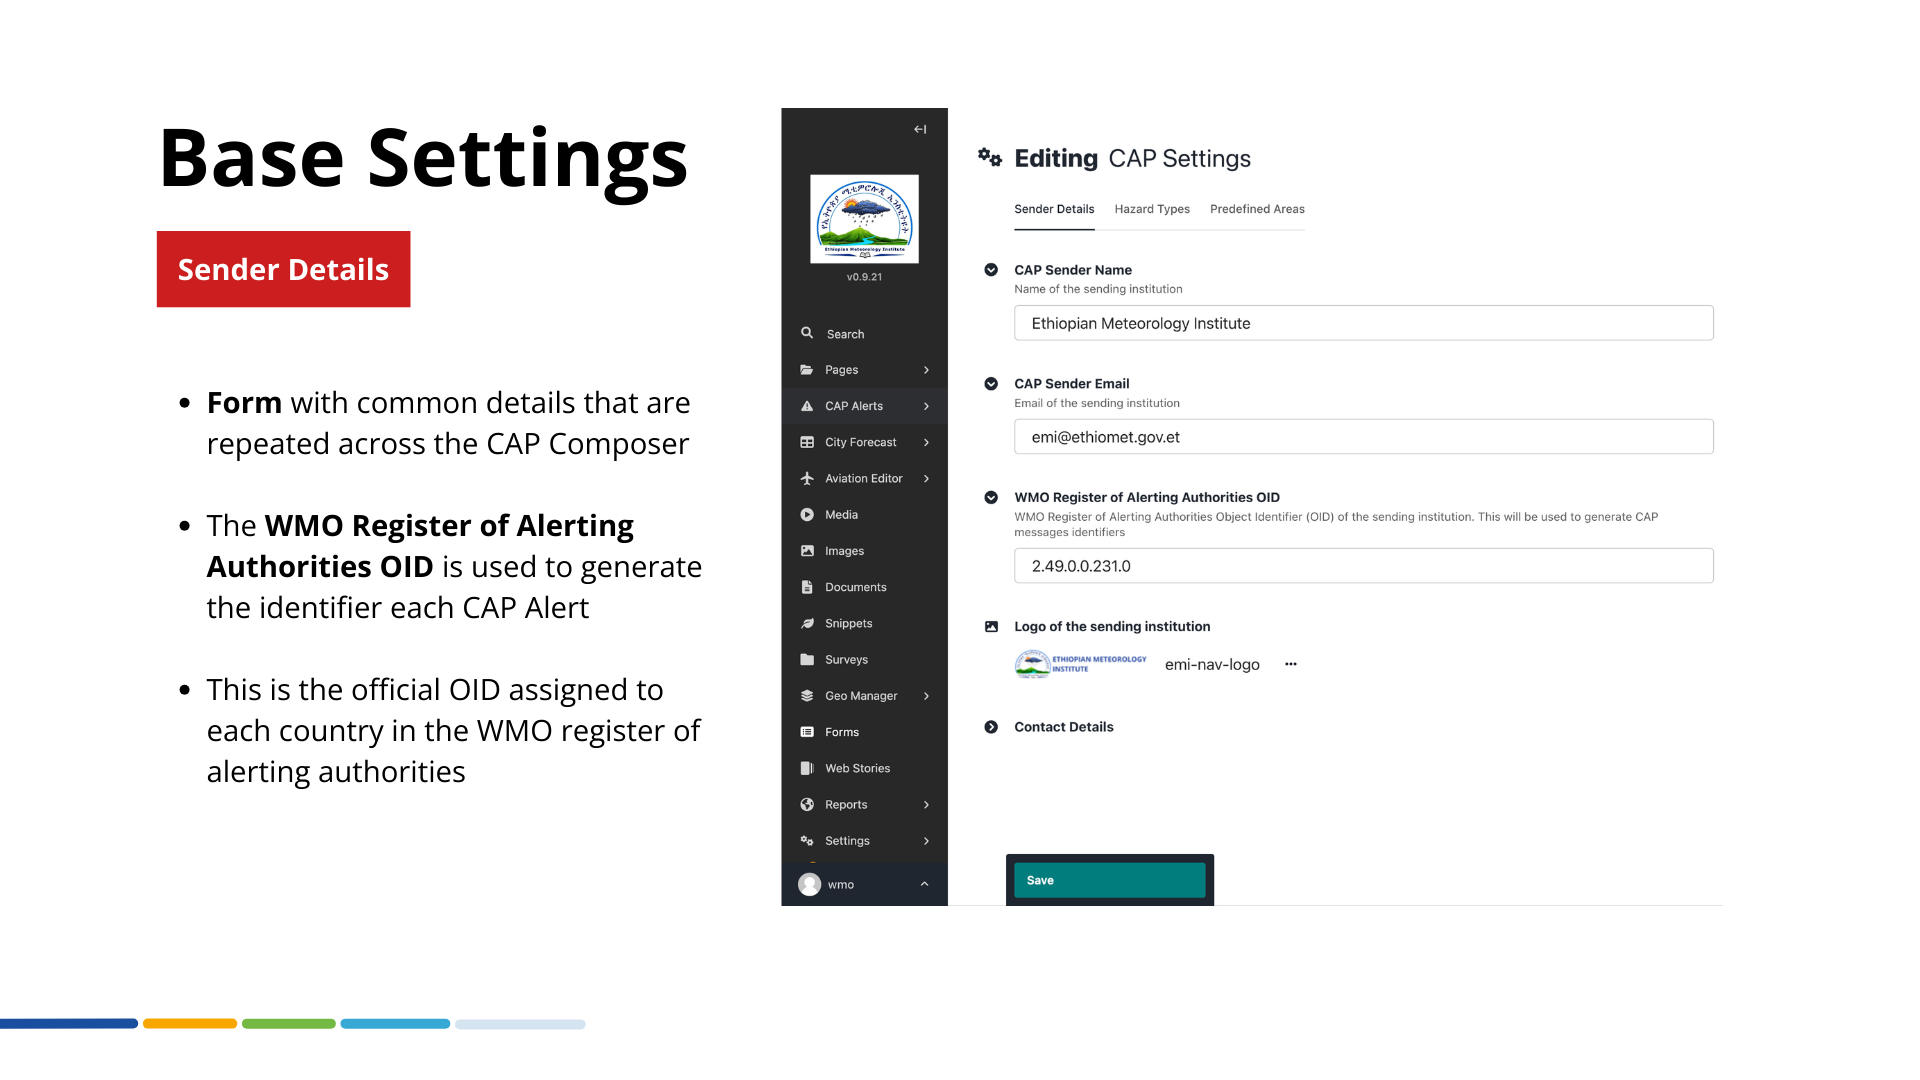 Base Settings
Sender Details
• Form with common details that are
repeated across the CAP Composer
• The WMO Register of Alerting
Authorities OID is used to generate
the identifier each CAP Alert
• This is the official OID assigned to
each country in the WMO register of
alerting authorities
የኢትዮጵያ ሚቲዎሮሎጂ ኢንስቲትዩት
Ethiopian Meteorology Institute
v0.9.21
Search
Pages
CAP Alerts
City Forecast
Aviation Editor
Media
Images
Documents
Snippets
Surveys
Geo Manager
Forms
Web Stories
Reports
Settings
wmo
Editing CAP Settings
Sender Details Hazard Types Predefined Areas
CAP Sender Name
Name of the sending institution
Ethiopian Meteorology Institute
CAP Sender Email
Email of the sending institution
emi@ethiomet.gov.et
WMO Register of Alerting Authorities OID
WMO Register of Alerting Authorities Object Identifier (OID) of the sending institution. This will be used to generate CAP
messages identifiers
2.49.0.0.231.0
Logo of the sending institution
ETHIOPIAN METEOROLOGY
INSTITUTE
emi-nav-logo
Contact Details
Save